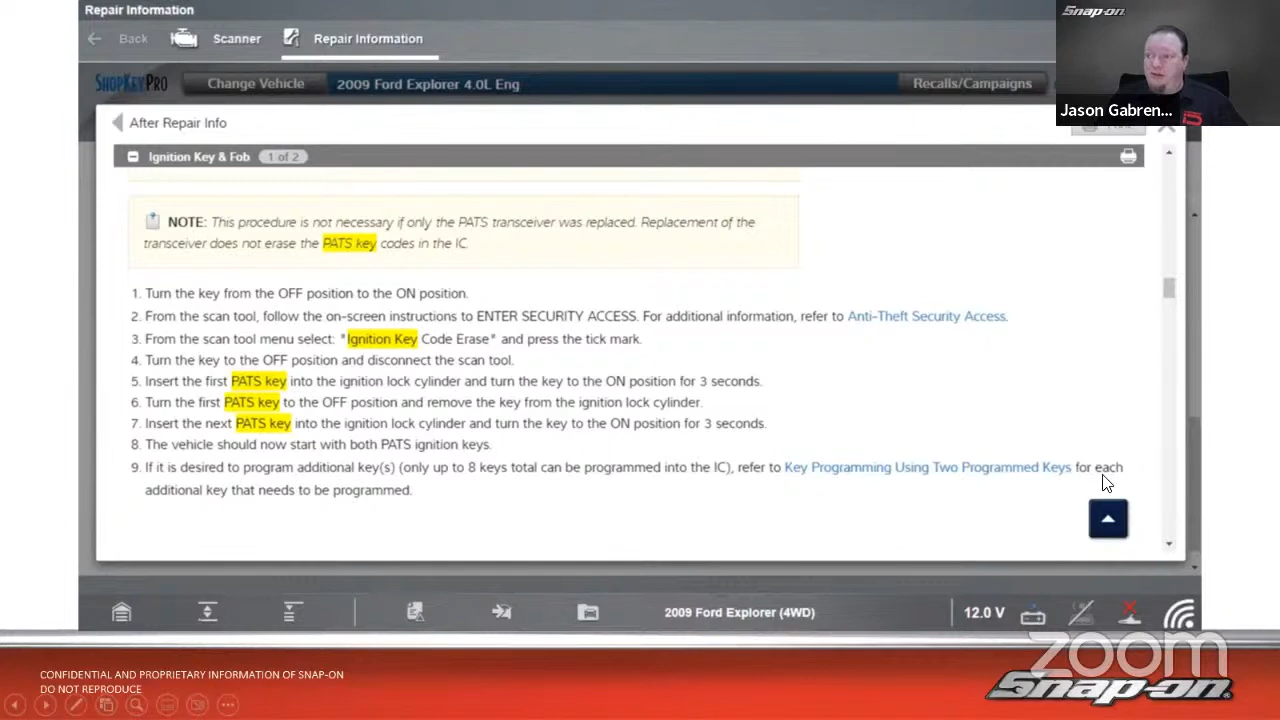 Repair Information
Snap-on
Back
Scanner
Repair Information
SHOPKEYPRO
Change Vehicle
2009 Ford Explorer 4.0L Eng
Recalls/Campaigns
Jason Gabren...
After Repair Info
Ignition Key & Fob
1 of 2
NOTE: This procedure is not necessary if only the PATS transceiver was replaced. Replacement of the
transceiver does not erase the PATS key codes in the IC.
1. Turn the key from the OFF position to the ON position.
2. From the scan tool, follow the on-screen instructions to ENTER SECURITY ACCESS. For additional information, refer to Anti-Theft Security Access.
3. From the scan tool menu select: "Ignition Key Code Erase" and press the tick mark.
4. Turn the key to the OFF position and disconnect the scan tool.
5. Insert the first PATS key into the ignition lock cylinder and turn the key to the ON position for 3 seconds.
6. Turn the first PATS key to the OFF position and remove the key from the ignition lock cylinder.
7. Insert the next PATS key into the ignition lock cylinder and turn the key to the ON position for 3 seconds.
8. The vehicle should now start with both PATS ignition keys.
9. If it is desired to program additional key(s) (only up to 8 keys total can be programmed into the IC), refer to Key Programming Using Two Programmed Keys for each
additional key that needs to be programmed.
2009 Ford Explorer (4WD)
12.0 V
zoom
CONFIDENTIAL AND PROPRIETARY INFORMATION OF SNAP-ON
DO NOT REPRODUCE
Snap-on